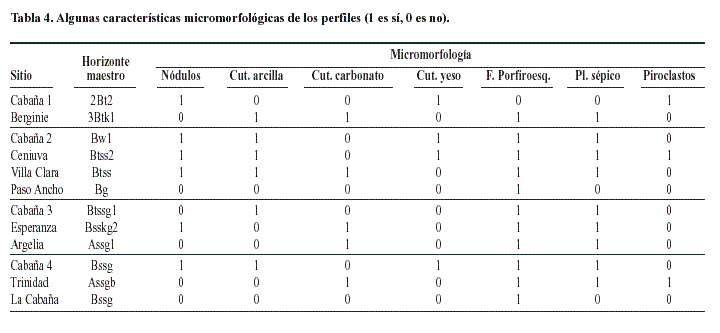 Tabla 4. Algunas características micromorfológicas de los perfiles (1 es sí, 0 es no).
Micromorfología
Sitio Horizonte maestro Nódulos Cut. arcilla Cut. carbonato Cut. yeso F. Porfiroesq. Pl. sépico Piroclastos
Cabaña 1 2Bt2 1 0 0 1 0 0 1
Berginie 3Btk1 0 1 1 0 1 1 0
Cabaña 2 Bw1 1 1 0 1 1 1 0
Ceniuva Btss2 1 1 0 1 1 1 1
Villa Clara Btss 1 1 1 0 1 1 0
Paso Ancho Bg 0 0 0 0 1 0 0
Cabaña 3 Btssg1 0 1 0 0 1 1 0
Esperanza Bsskg2 1 0 1 0 1 1 0
Argelia Assg1 0 0 1 0 1 1 0
Cabaña 4 Bssg 1 1 0 1 1 1 0
Trinidad Assgb 0 0 1 0 1 1 1
La Cabaña Bssg 0 0 0 0 1 0 0